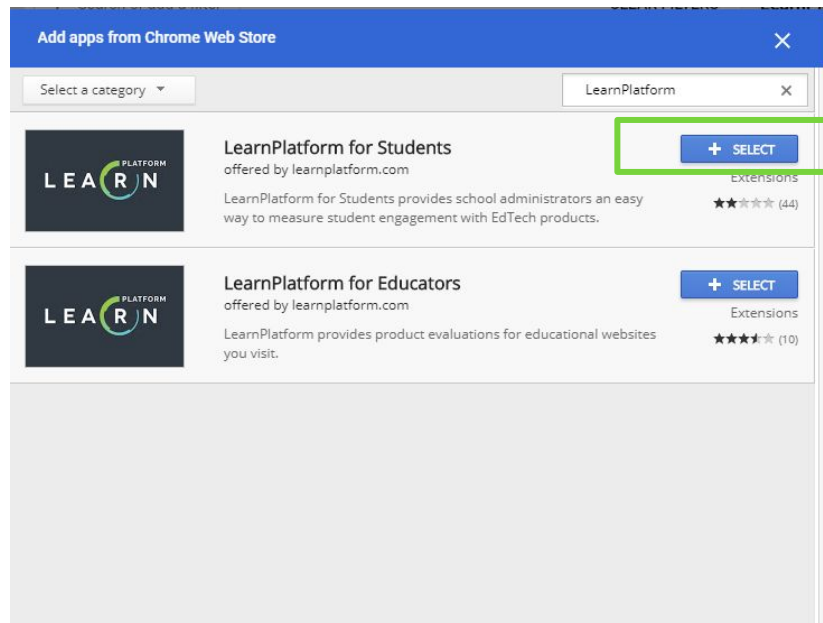 Add apps from Chrome Web Store
Select a category
LearnPlatform
LearnPlatform for Students
+ SELECT
offered by learnplatform.com
Extensions
LearnPlatform for Students provides school administrators an easy
way to measure student engagement with EdTech products.
(44)
PLATFORM
LEARN
LearnPlatform for Educators
+ SELECT
offered by learnplatform.com
Extensions
LearnPlatform provides product evaluations for educational websites
you visit.
(10)
PLATFORM
LEARN